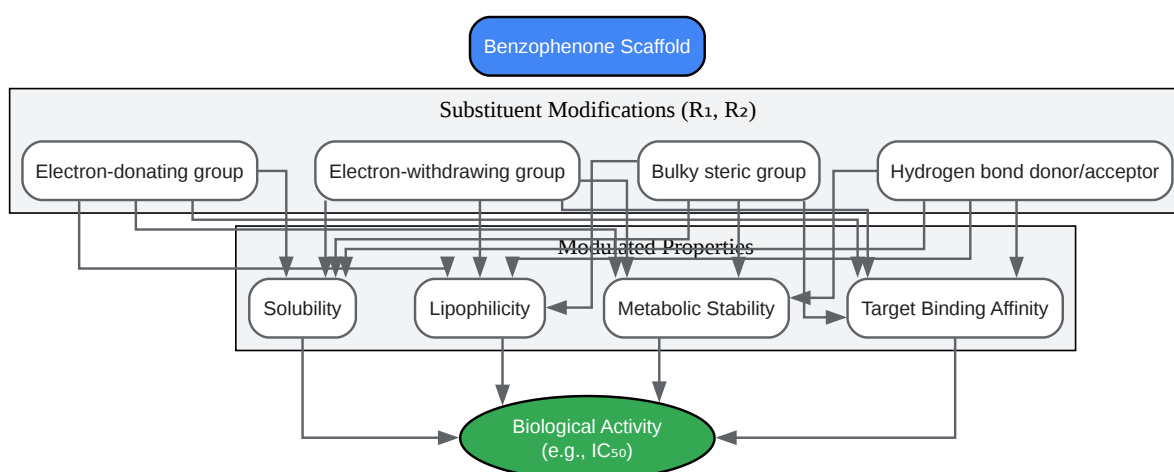 Benzophenone Scaffold
Substituent Modifications (R₁, R₂)
Electron-donating group
Electron-withdrawing group
Bulky steric group
Hydrogen bond donor/acceptor
Modulated Properties
Solubility
Lipophilicity
Metabolic Stability
Target Binding Affinity
Biological Activity
(e.g., IC₅₀)